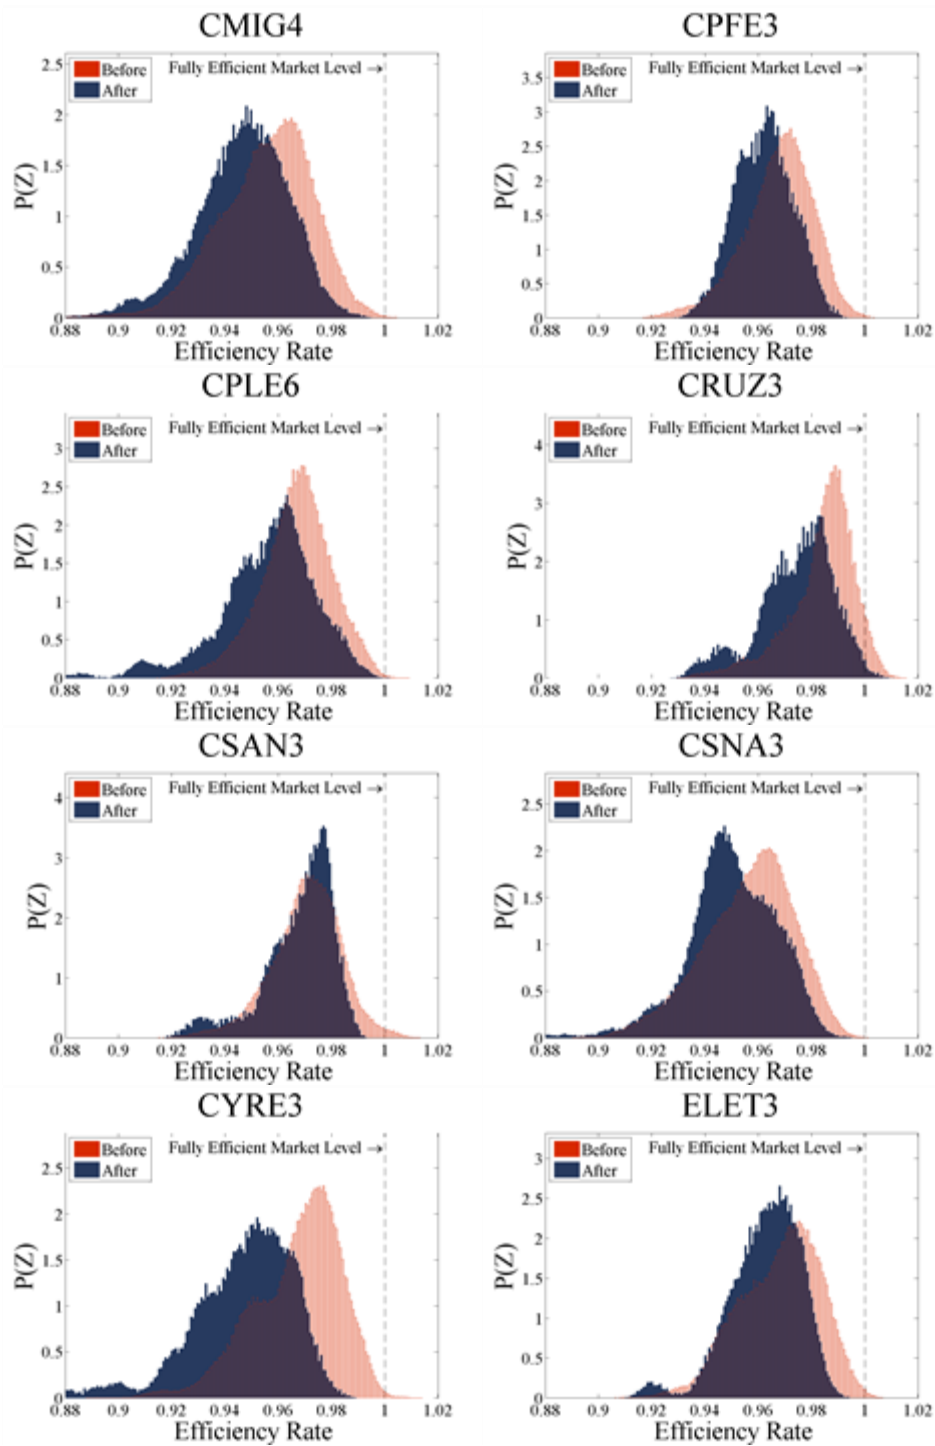 CMIG4
CPFE3
Before
After
Fully Efficient Market Level →
P(Z)
2.5
2
1.5
1
0.5
0
0.88 0.9 0.92 0.94 0.96 0.98 1 1.02
Efficiency Rate
Before
After
Fully Efficient Market Level →
P(Z)
3.5
3
2.5
2
1.5
1
0.5
0
0.88 0.9 0.92 0.94 0.96 0.98 1 1.02
Efficiency Rate
CPLE6
CRUZ3
Before
After
Fully Efficient Market Level →
P(Z)
3
2.5
2
1.5
1
0.5
0
0.88 0.9 0.92 0.94 0.96 0.98 1 1.02
Efficiency Rate
Before
After
Fully Efficient Market Level →
P(Z)
4
3
2
1
0
0.88 0.9 0.92 0.94 0.96 0.98 1 1.02
Efficiency Rate
CSAN3
CSNA3
Before
After
Fully Efficient Market Level →
P(Z)
4
3
2
1
0
0.88 0.9 0.92 0.94 0.96 0.98 1 1.02
Efficiency Rate
Before
After
Fully Efficient Market Level →
P(Z)
2.5
2
1.5
1
0.5
0
0.88 0.9 0.92 0.94 0.96 0.98 1 1.02
Efficiency Rate
CYRE3
ELET3
Before
After
Fully Efficient Market Level →
P(Z)
2.5
2
1.5
1
0.5
0
0.88 0.9 0.92 0.94 0.96 0.98 1 1.02
Efficiency Rate
Before
After
Fully Efficient Market Level →
P(Z)
3
2.5
2
1.5
1
0.5
0
0.88 0.9 0.92 0.94 0.96 0.98 1 1.02
Efficiency Rate